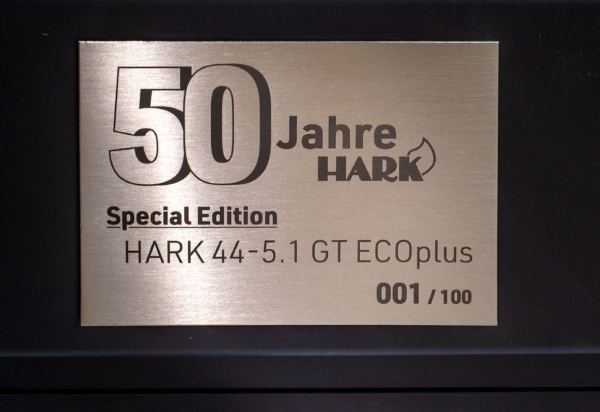 50 Jahre
HARK
Special Edition
HARK 44-5.1 GT ECOplus
001 / 100